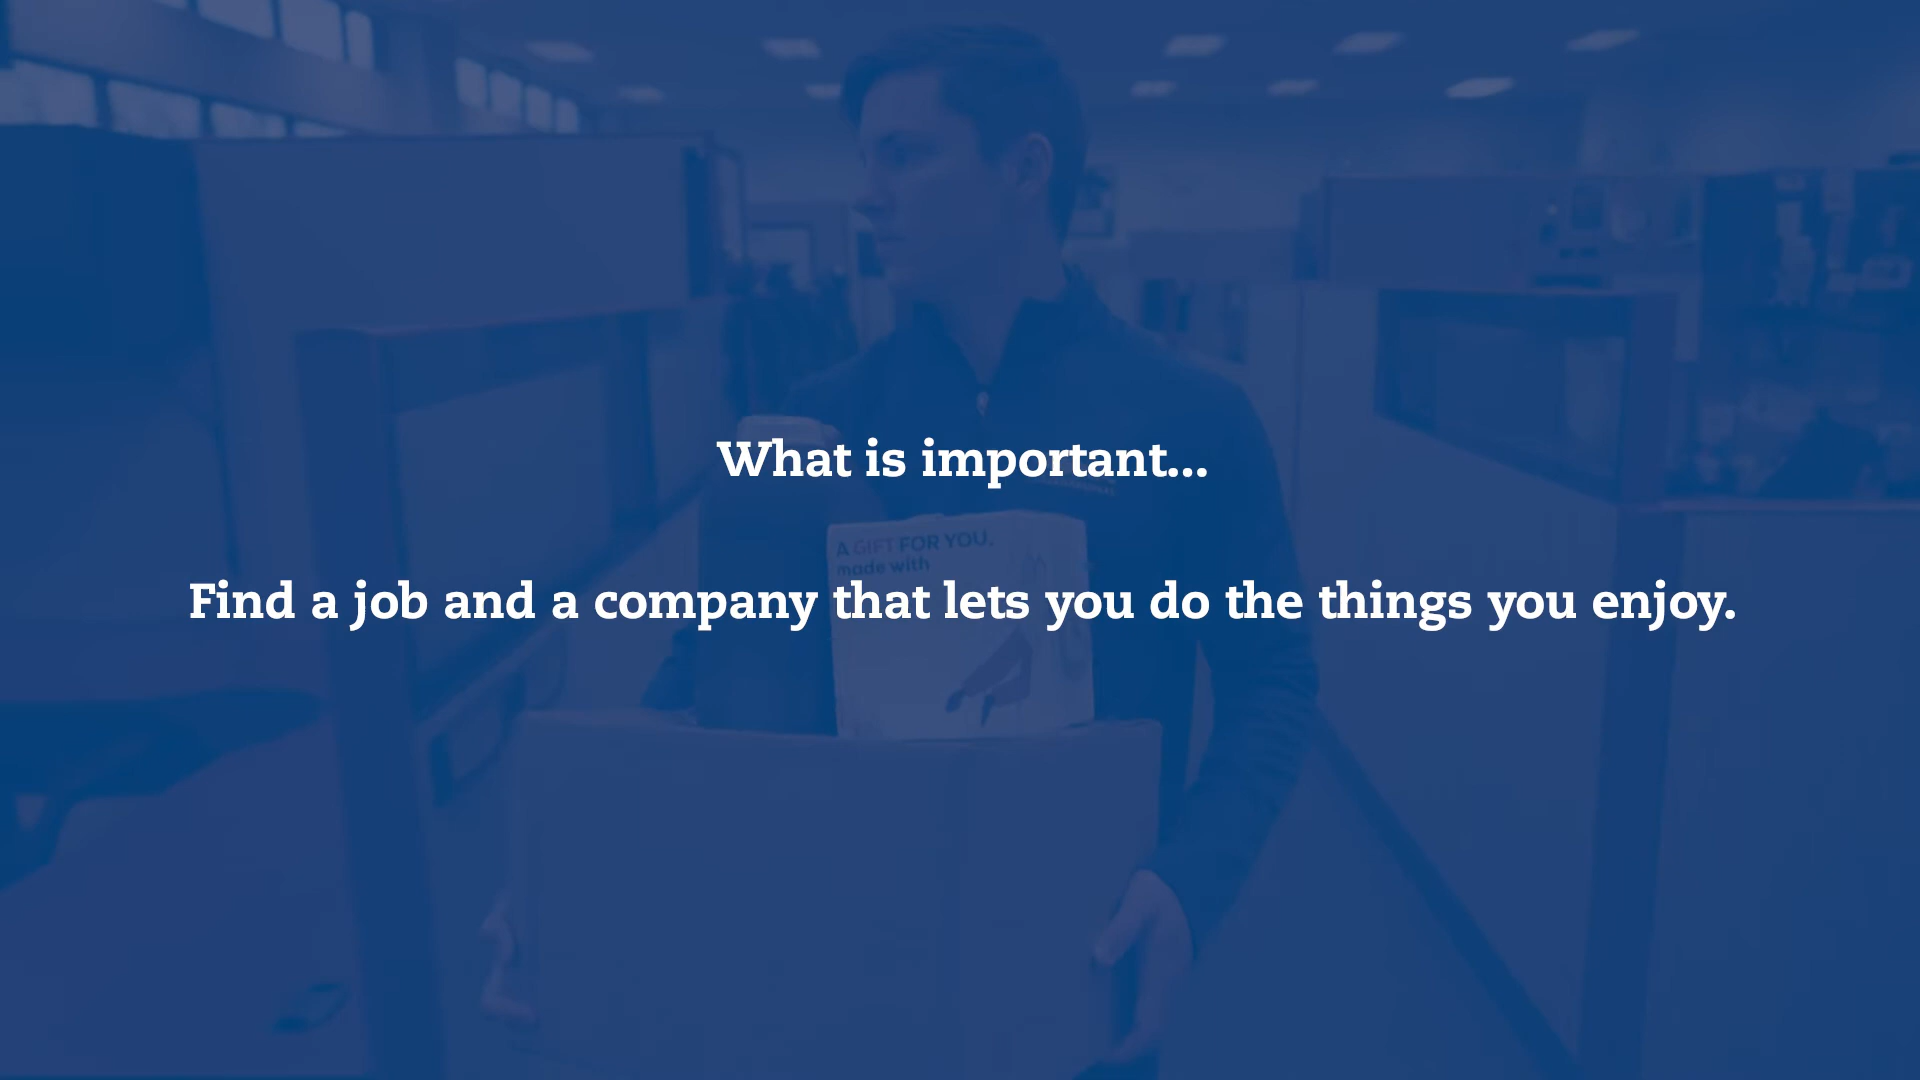 What is important...
A GIFT FOR YOU,
made with
Find a job and a company that lets you do the things you enjoy.